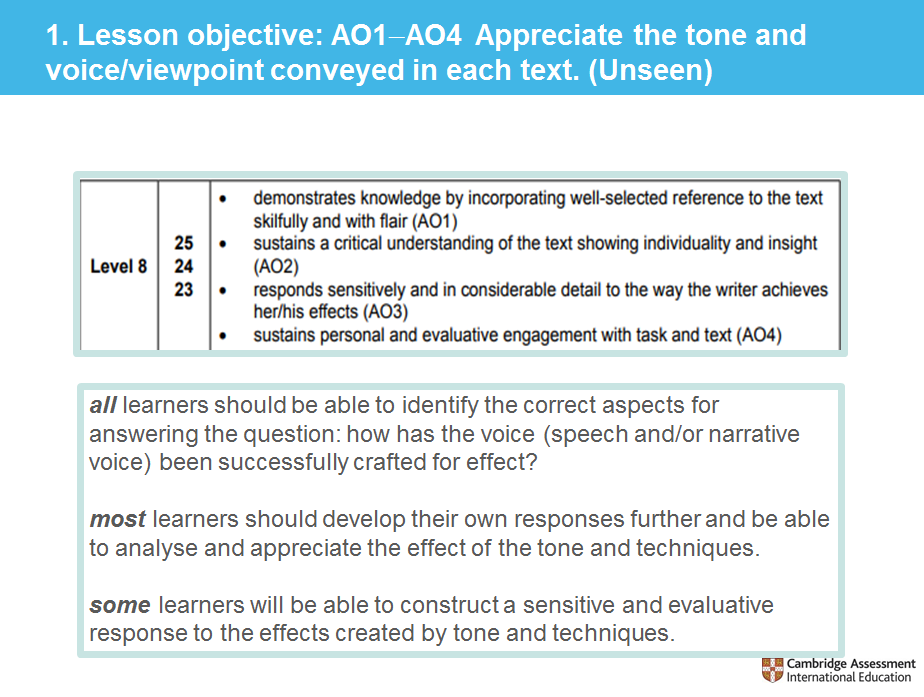 1. Lesson objective: AO1–AO4 Appreciate the tone and
voice/viewpoint conveyed in each text. (Unseen)
Level 8
25
24
23
• demonstrates knowledge by incorporating well-selected reference to the text
skilfully and with flair (AO1)
• sustains a critical understanding of the text showing individuality and insight
(AO2)
• responds sensitively and in considerable detail to the way the writer achieves
her/his effects (AO3)
• sustains personal and evaluative engagement with task and text (AO4)
all learners should be able to identify the correct aspects for
answering the question: how has the voice (speech and/or narrative
voice) been successfully crafted for effect?
most learners should develop their own responses further and be able
to analyse and appreciate the effect of the tone and techniques.
some learners will be able to construct a sensitive and evaluative
response to the effects created by tone and techniques.
Cambridge Assessment
International Education